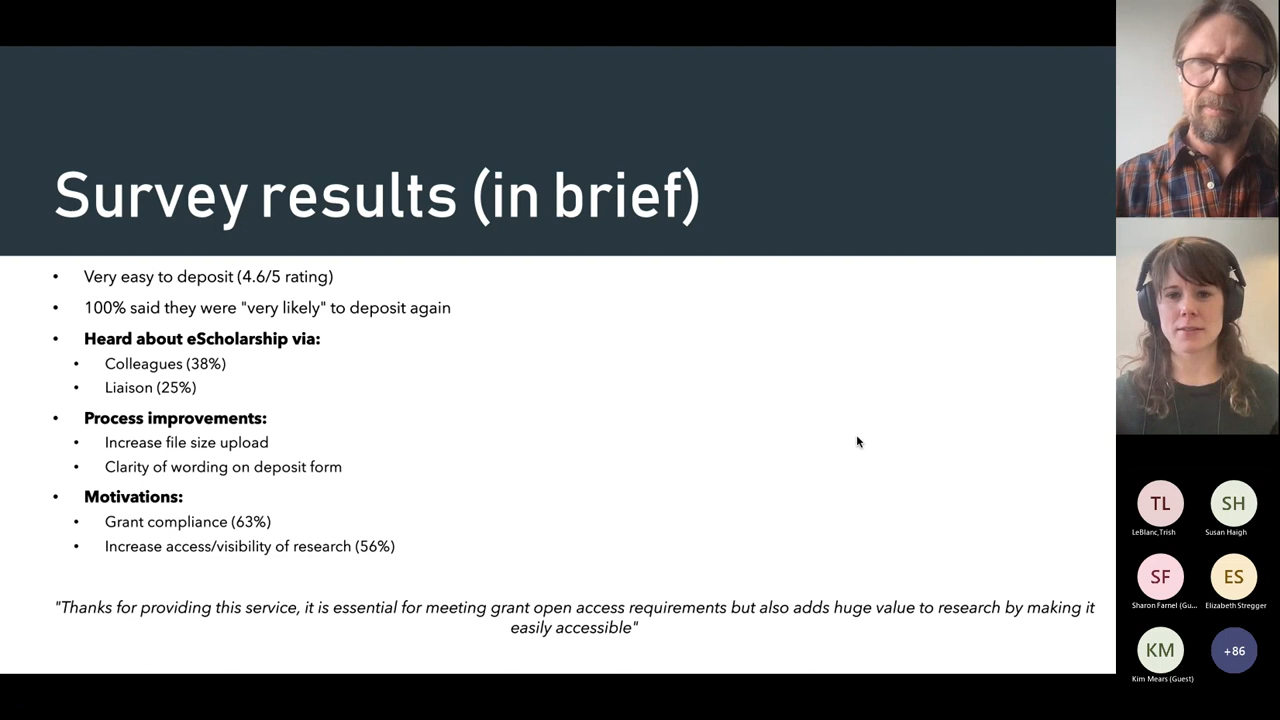 Survey results (in brief)
• Very easy to deposit (4.6/5 rating)
• 100% said they were "very likely" to deposit again
• Heard about eScholarship via:
• Colleagues (38%)
• Liaison (25%)
• Process improvements:
• Increase file size upload
• Clarity of wording on deposit form
• Motivations:
• Grant compliance (63%)
• Increase access/visibility of research (56%)
"Thanks for providing this service, it is essential for meeting grant open access requirements but also adds huge value to research by making it
easily accessible"
TL
LeBlanc,Trish
SH
Susan Haigh
SF
Sharon Farnel (Gu...
ES
Elizabeth Stregger
KM
Kim Mears (Guest)
+86